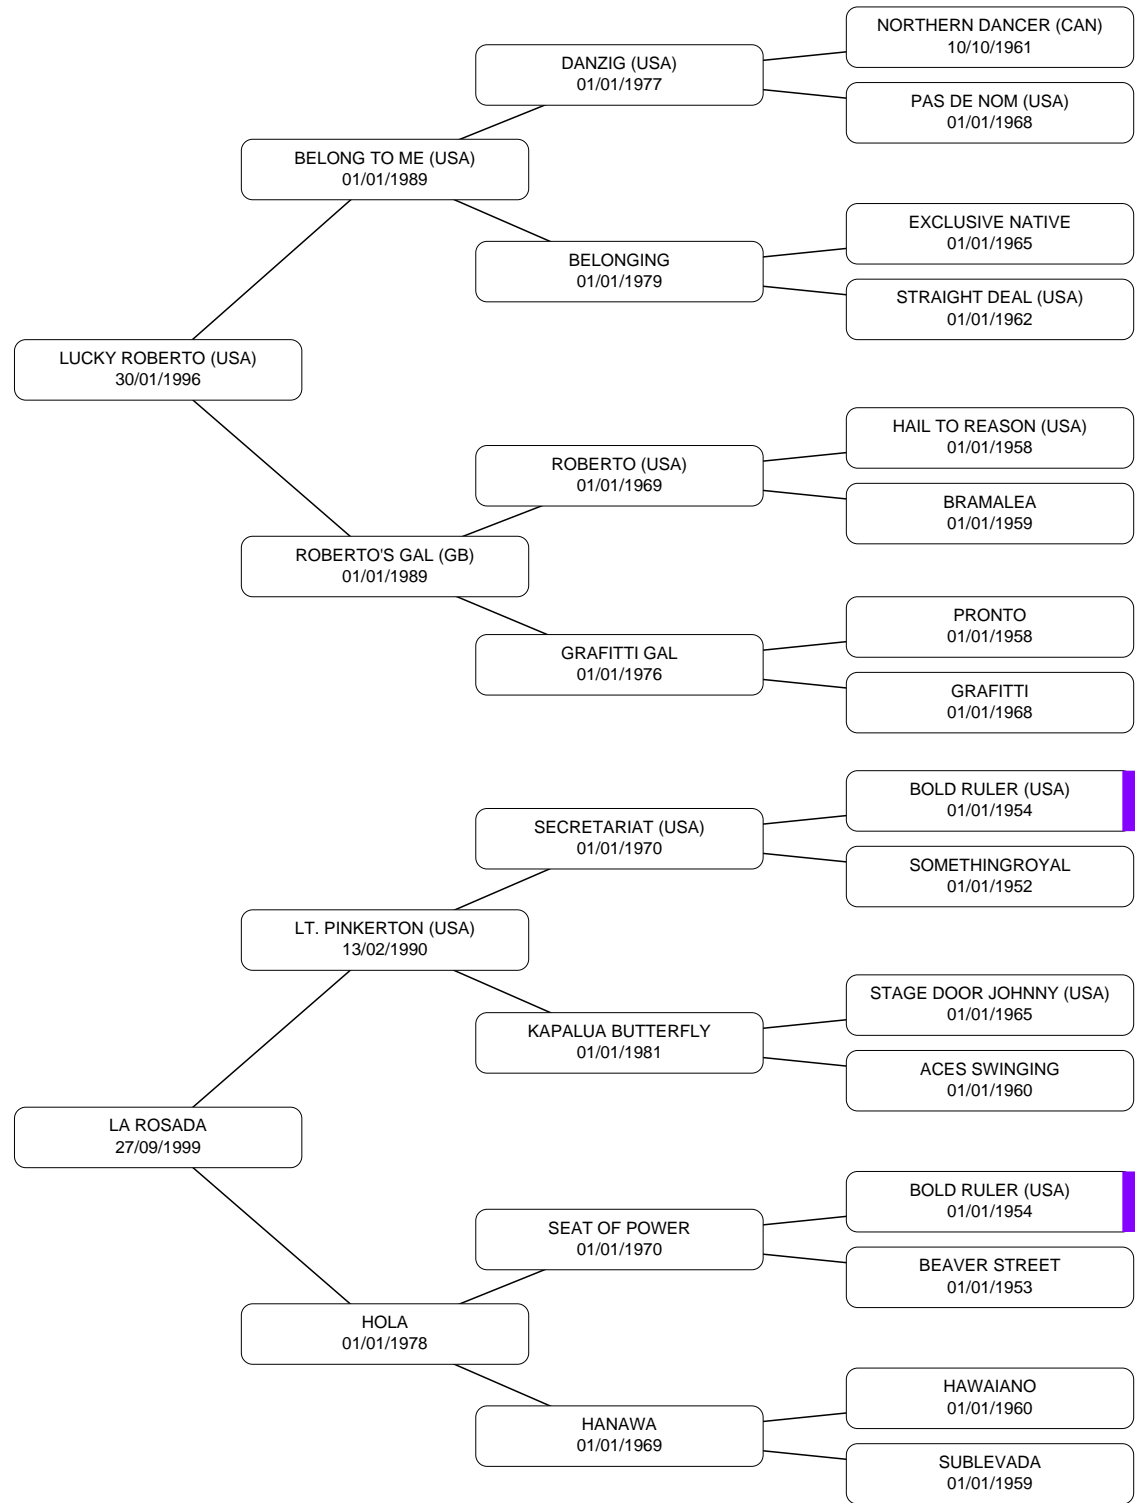 NORTHERN DANCER (CAN)
10/10/1961
DANZIG (USA)
01/01/1977
PAS DE NOM (USA)
01/01/1968
BELONG TO ME (USA)
01/01/1989
EXCLUSIVE NATIVE
01/01/1965
BELONGING
01/01/1979
STRAIGHT DEAL (USA)
01/01/1962
LUCKY ROBERTO (USA)
30/01/1996
HAIL TO REASON (USA)
01/01/1958
ROBERTO (USA)
01/01/1969
BRAMALEA
01/01/1959
ROBERTO'S GAL (GB)
01/01/1989
PRONTO
01/01/1958
GRAFITTI GAL
01/01/1976
GRAFITTI
01/01/1968
BOLD RULER (USA)
01/01/1954
SECRETARIAT (USA)
01/01/1970
SOMETHINGROYAL
01/01/1952
LT. PINKERTON (USA)
13/02/1990
STAGE DOOR JOHNNY (USA)
01/01/1965
KAPALUA BUTTERFLY
01/01/1981
ACES SWINGING
01/01/1960
LA ROSADA
27/09/1999
BOLD RULER (USA)
01/01/1954
SEAT OF POWER
01/01/1970
BEAVER STREET
01/01/1953
HOLA
01/01/1978
HAWAIANO
01/01/1960
HANAWA
01/01/1969
SUBLEVADA
01/01/1959